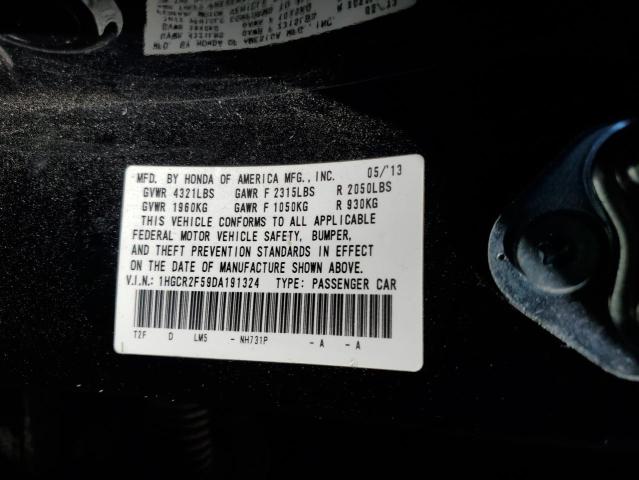 MFD. BY HONDA OF AMERICA MFG., INC. 05/'13
GVWR 4321LBS GAWR F 2315LBS R 2050LBS
GVWR 1960KG GAWR F 1050KG R 930KG
THIS VEHICLE CONFORMS TO ALL APPLICABLE
FEDERAL MOTOR VEHICLE SAFETY, BUMPER,
AND THEFT PREVENTION STANDARDS IN EFFECT
ON THE DATE OF MANUFACTURE SHOWN ABOVE.
V.I.N.: 1HGCR2F59DA191324 TYPE: PASSENGER CAR
T2F D LM5 - NH731P - A - A